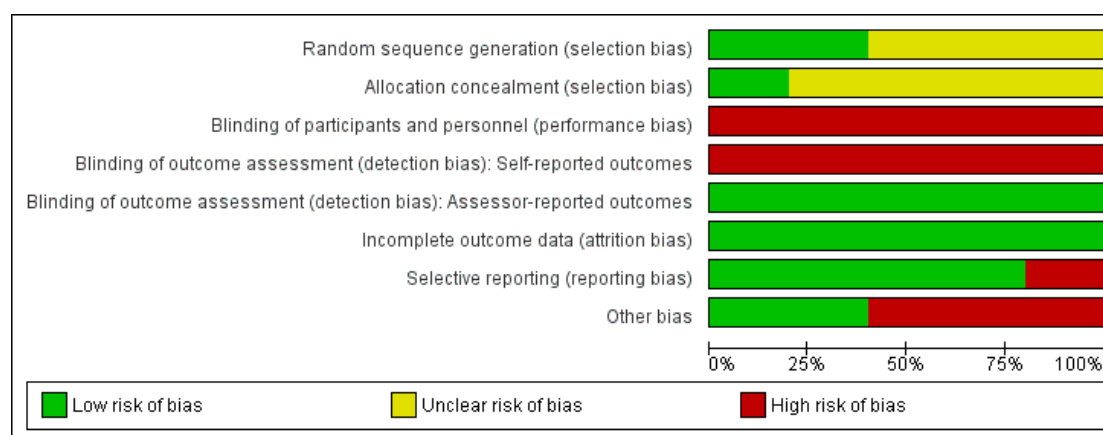 Random sequence generation (selection bias)
Allocation concealment (selection bias)
Blinding of participants and personnel (performance bias)
Blinding of outcome assessment (detection bias): Self-reported outcomes
Blinding of outcome assessment (detection bias): Assessor-reported outcomes
Incomplete outcome data (attrition bias)
Selective reporting (reporting bias)
Other bias
0% 25% 50% 75% 100%
Low risk of bias Unclear risk of bias High risk of bias